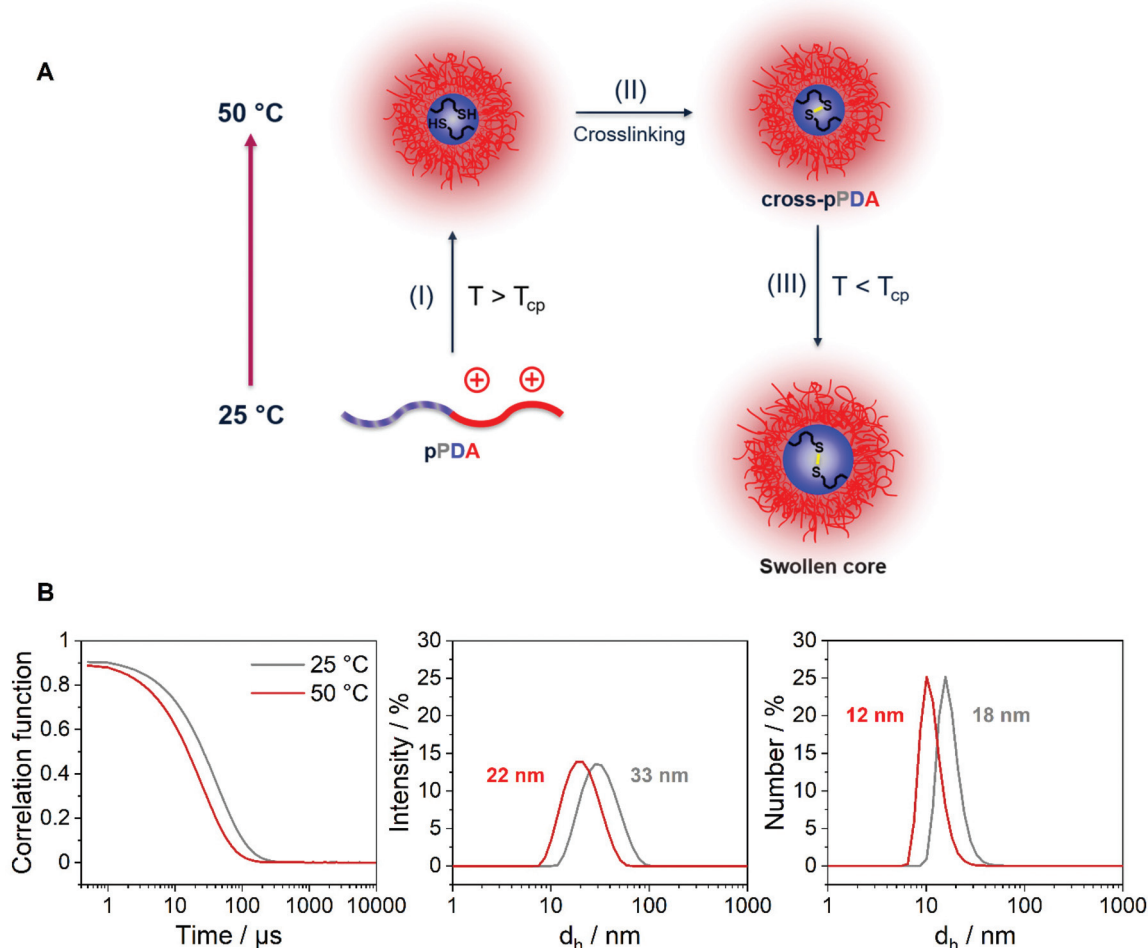 A
50 °C
25 °C
SH
HS
(II)
Crosslinking
S
S
cross-pPDA
(I)
T > Tcp
(III)
T < Tcp
+
+
pPDA
S
S
Swollen core
B
Correlation function
1
0.8
0.6
0.4
0.2
0
25 °C
50 °C
1
10
100
1000
10000
Time / µs
Intensity / %
30
25
20
15
10
5
0
22 nm
33 nm
1
10
100
1000
dh / nm
Number / %
30
25
20
15
10
5
0
12 nm
18 nm
1
10
100
1000
dh / nm